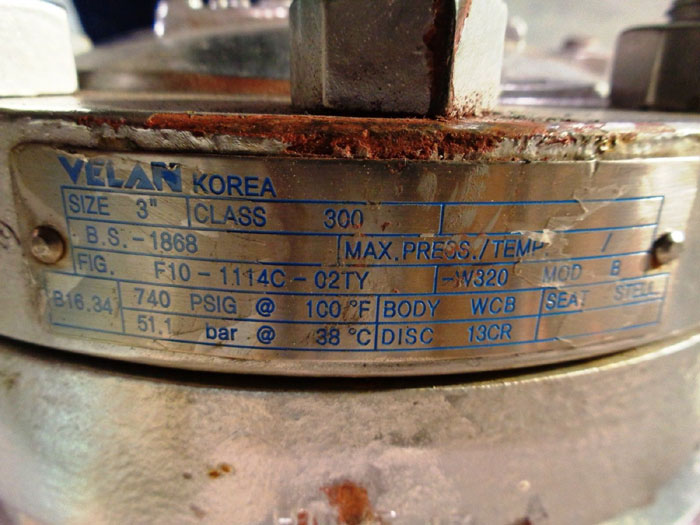 VELAN KOREA
SIZE 3" CLASS 300
B.S.-1868 MAX.PRESS./TEMP. /
FIG. F10-1114C-02TY -W320 MOD B
B16.34 740 PSIG @ 100 °F BODY WCB SEAT STELL
51.1 bar @ 38 °C DISC 13CR